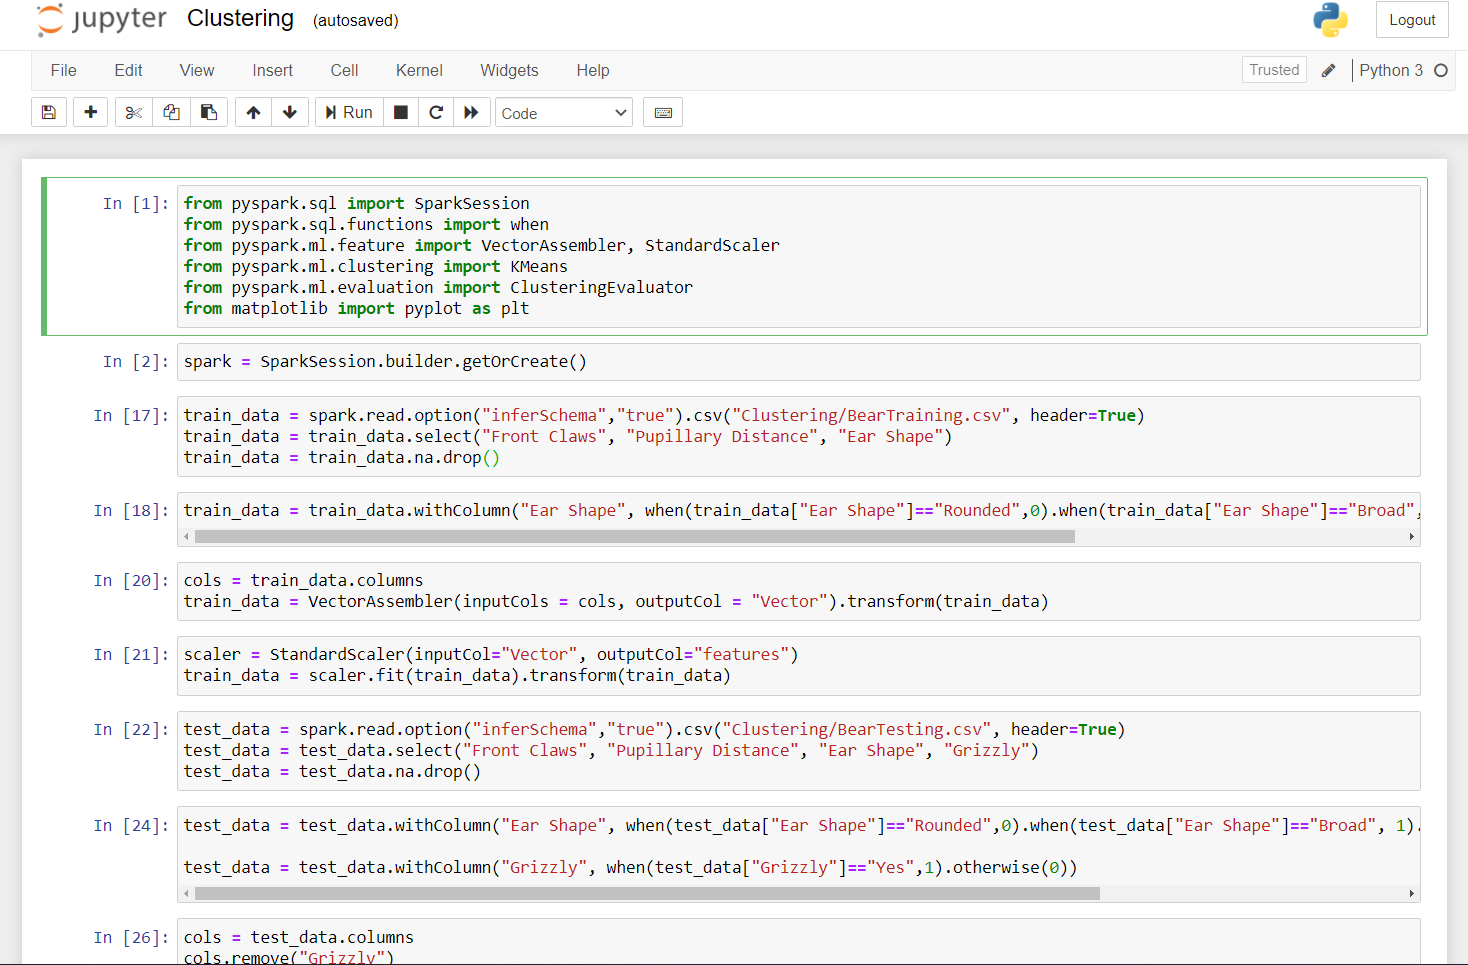 jupyter Clustering (autosaved)
Logout
File Edit View Insert Cell Kernel Widgets Help
Trusted
Python 3
Run
Code
In [1]: from pyspark.sql import SparkSession
from pyspark.sql.functions import when
from pyspark.ml.feature import VectorAssembler, StandardScaler
from pyspark.ml.clustering import KMeans
from pyspark.ml.evaluation import ClusteringEvaluator
from matplotlib import pyplot as plt
In [2]: spark = SparkSession.builder.getOrCreate()
In [17]: train_data = spark.read.option("inferSchema","true").csv("Clustering/BearTraining.csv", header=True)
train_data = train_data.select("Front Claws", "Pupillary Distance", "Ear Shape")
train_data = train_data.na.drop()
In [18]: train_data = train_data.withColumn("Ear Shape", when(train_data["Ear Shape"]=="Rounded",0).when(train_data["Ear Shape"]=="Broad",
In [20]: cols = train_data.columns
train_data = VectorAssembler(inputCols = cols, outputCol = "Vector").transform(train_data)
In [21]: scaler = StandardScaler(inputCol="Vector", outputCol="features")
train_data = scaler.fit(train_data).transform(train_data)
In [22]: test_data = spark.read.option("inferSchema","true").csv("Clustering/BearTesting.csv", header=True)
test_data = test_data.select("Front Claws", "Pupillary Distance", "Ear Shape", "Grizzly")
test_data = test_data.na.drop()
In [24]: test_data = test_data.withColumn("Ear Shape", when(test_data["Ear Shape"]=="Rounded",0).when(test_data["Ear Shape"]=="Broad", 1).
test_data = test_data.withColumn("Grizzly", when(test_data["Grizzly"]=="Yes",1).otherwise(0))
In [26]: cols = test_data.columns
cols.remove("Grizzly")